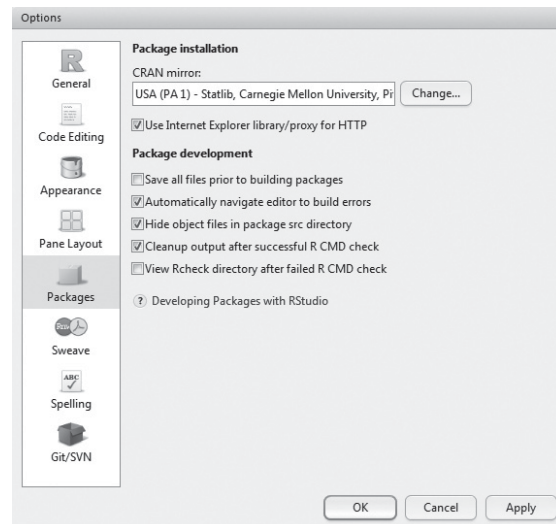 Options
R
General
Code Editing
Appearance
Pane Layout
Packages
Sweave
ABC
Spelling
Git/SVN
Package installation
CRAN mirror:
USA (PA 1) - Statlib, Carnegie Mellon University, Pi
Change...
Use Internet Explorer library/proxy for HTTP
Package development
Save all files prior to building packages
Automatically navigate editor to build errors
Hide object files in package src directory
Cleanup output after successful R CMD check
View Rcheck directory after failed R CMD check
? Developing Packages with RStudio
OK
Cancel
Apply